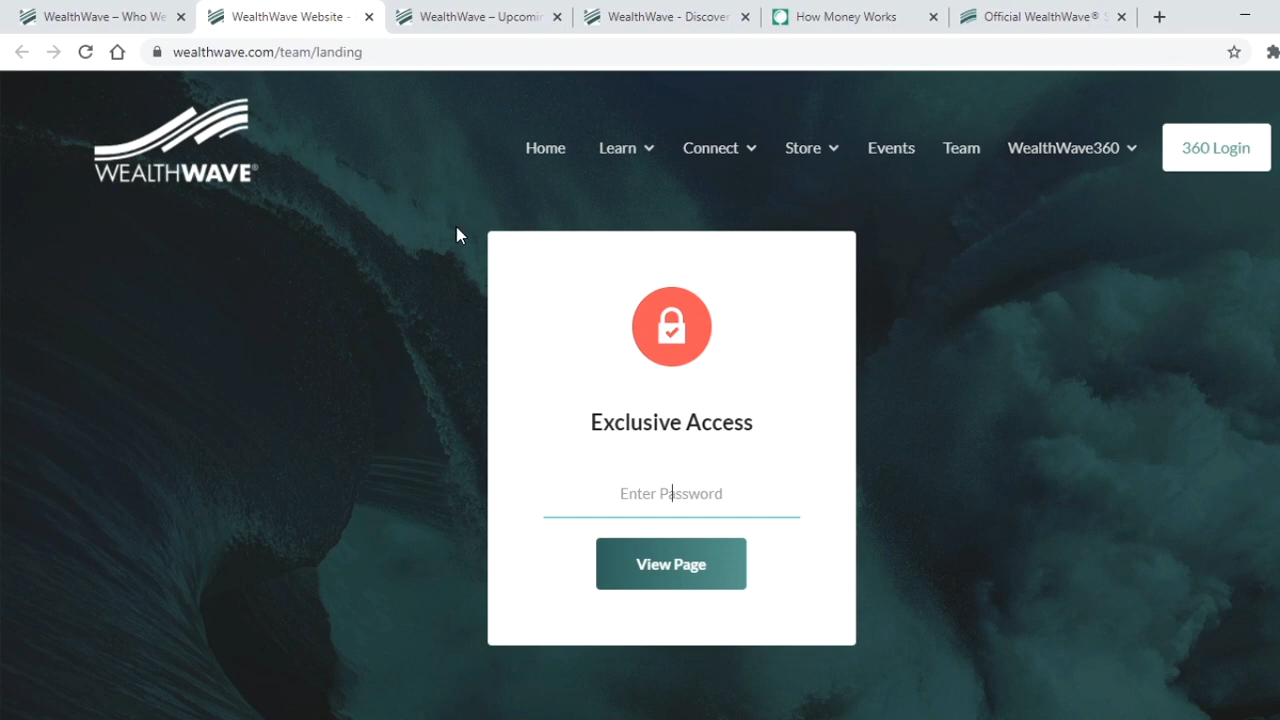 WealthWave – Who We
WealthWave Website -
WealthWave – Upcomin
WealthWave - Discover
How Money Works
Official WealthWave® S
wealthwave.com/team/landing
WEALTHWAVE®
Home
Learn
Connect
Store
Events
Team
WealthWave360
360 Login
Exclusive Access
Enter Password
View Page